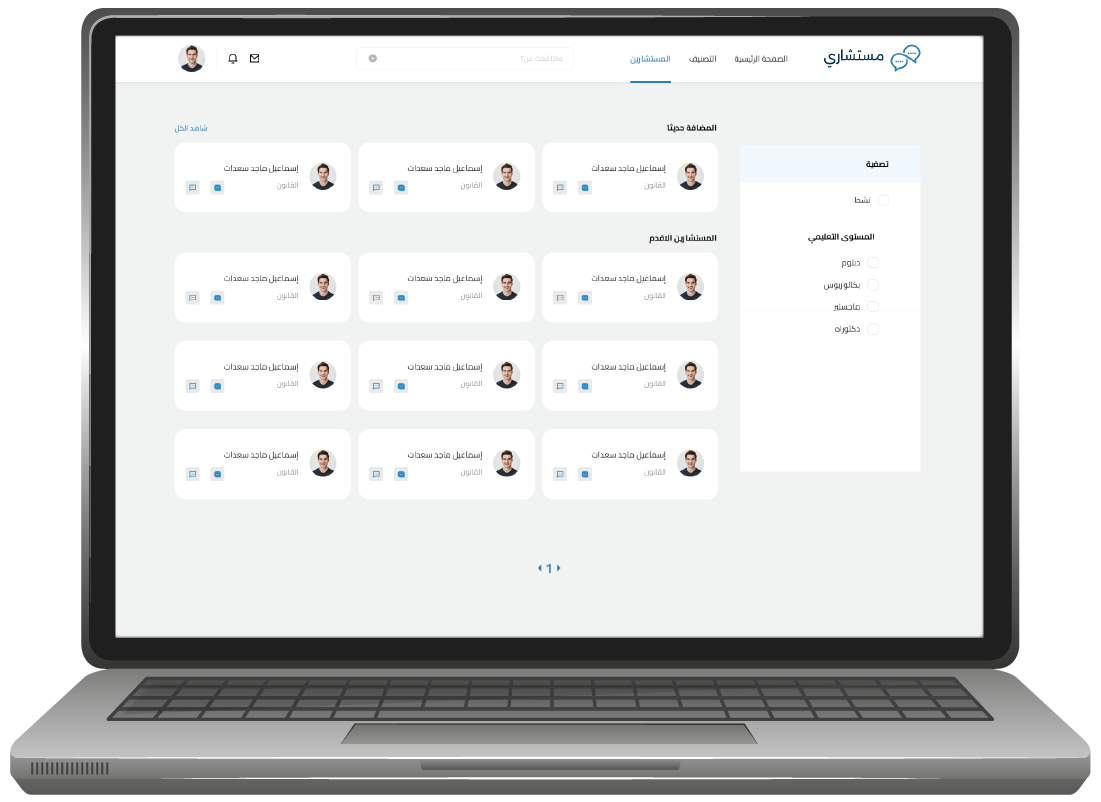 مستشاري
الصفحة الرئيسية
التصنيف
المستشارين
ماذا تبحث عن؟
تصفية
نشط
المستوى التعليمي
دبلوم
بكالوريوس
ماجستير
دكتوراه
المضافة حديثا
شاهد الكل
إسماعيل ماجد سعدات
القانون
إسماعيل ماجد سعدات
القانون
إسماعيل ماجد سعدات
القانون
المستشارين الاقدم
إسماعيل ماجد سعدات
القانون
إسماعيل ماجد سعدات
القانون
إسماعيل ماجد سعدات
القانون
إسماعيل ماجد سعدات
القانون
إسماعيل ماجد سعدات
القانون
إسماعيل ماجد سعدات
القانون
إسماعيل ماجد سعدات
القانون
إسماعيل ماجد سعدات
القانون
إسماعيل ماجد سعدات
القانون
1